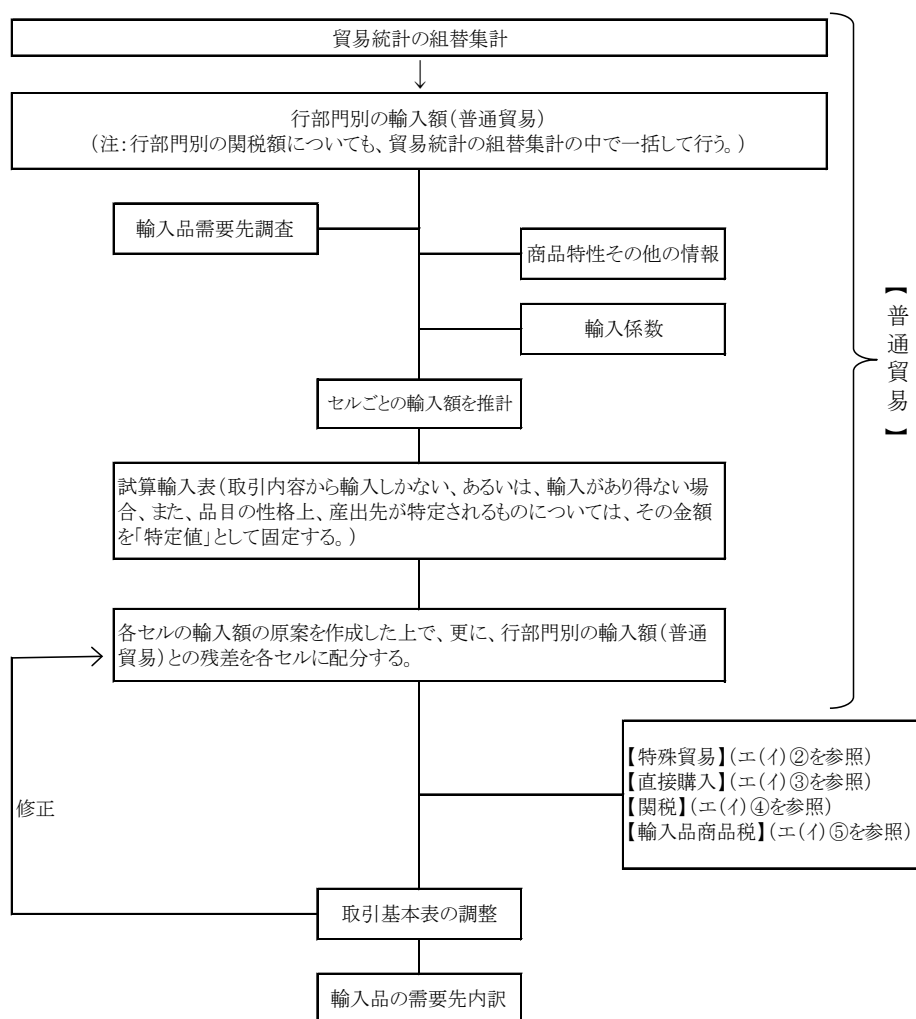 貿易統計の組替集計
行部門別の輸入額(普通貿易)
(注:行部門別の関税額についても、貿易統計の組替集計の中で一括して行う。)
輸入品需要先調査
商品特性その他の情報
輸入係数
【普通貿易】
セルごとの輸入額を推計
試算輸入表(取引内容から輸入しかない、あるいは、輸入があり得ない場
合、また、品目の性格上、産出先が特定されるものについては、その金額
を「特定値」として固定する。)
各セルの輸入額の原案を作成した上で、更に、行部門別の輸入額(普通
貿易)との残差を各セルに配分する。
【特殊貿易】(エ(イ)②を参照)
【直接購入】(エ(イ)③を参照)
【関税】(エ(イ)④を参照)
【輸入品商品税】(エ(イ)⑤を参照)
修正
取引基本表の調整
輸入品の需要先内訳